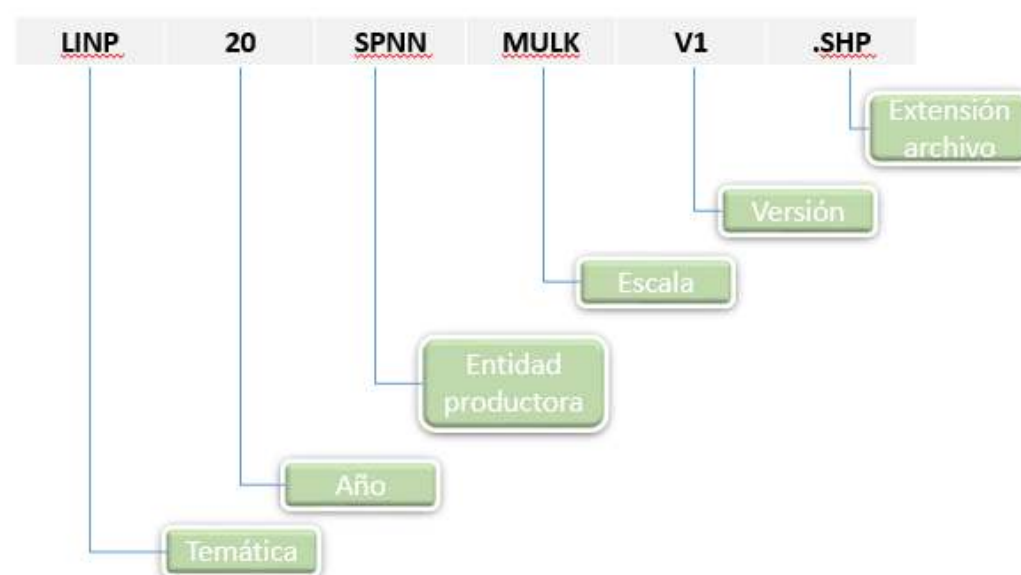 LINP 20 SPNN MULK V1 .SHP
Extensión
archivo
Versión
Escala
Entidad
productora
Año
Temática